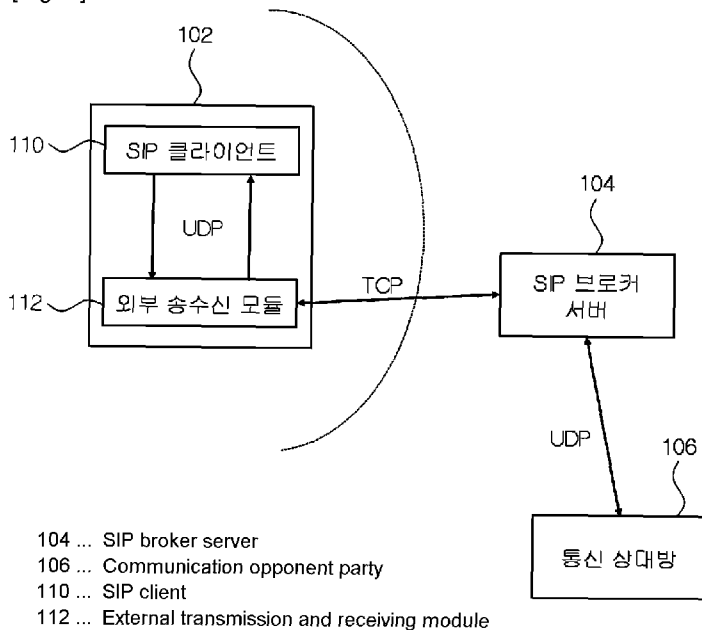 102
110
SIP 클라이언트
UDP
112
외부 송수신 모듈
TCP
104
SIP 브로커
서버
UDP
106
통신 상대방
104 ... SIP broker server
106 ... Communication opponent party
110 ... SIP client
112 ... External transmission and receiving module